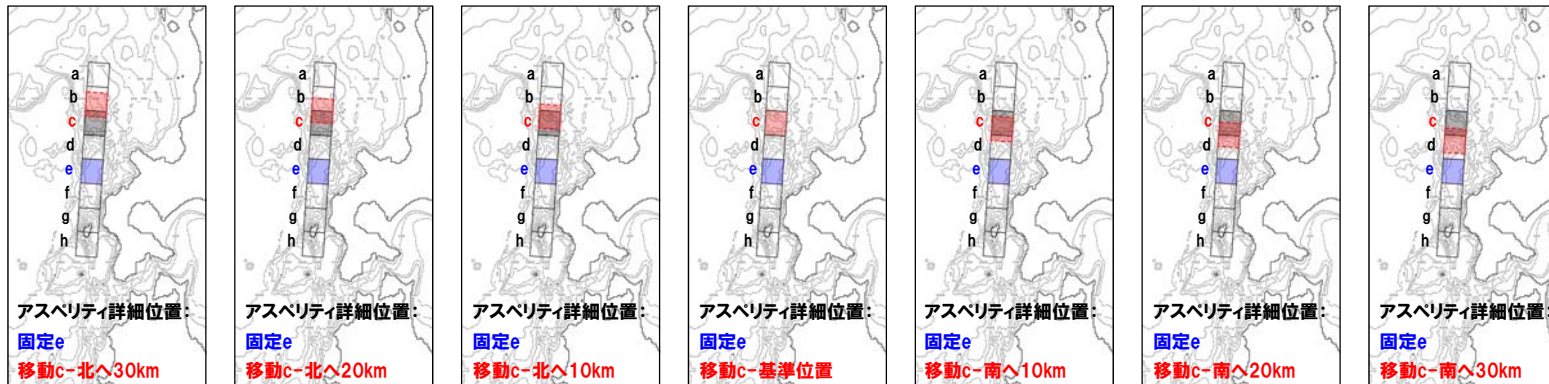 a
b
c
d
e
f
g
h
アスペリティ詳細位置:
固定e
移動c-北へ30km
a
b
c
d
e
f
g
h
アスペリティ詳細位置:
固定e
移動c-北へ20km
a
b
c
d
e
f
g
h
アスペリティ詳細位置:
固定e
移動c-北へ10km
a
b
c
d
e
f
g
h
アスペリティ詳細位置:
固定e
移動c-基準位置
a
b
c
d
e
f
g
h
アスペリティ詳細位置:
固定e
移動c-南へ10km
a
b
c
d
e
f
g
h
アスペリティ詳細位置:
固定e
移動c-南へ20km
a
b
c
d
e
f
g
h
アスペリティ詳細位置:
固定e
移動c-南へ30km